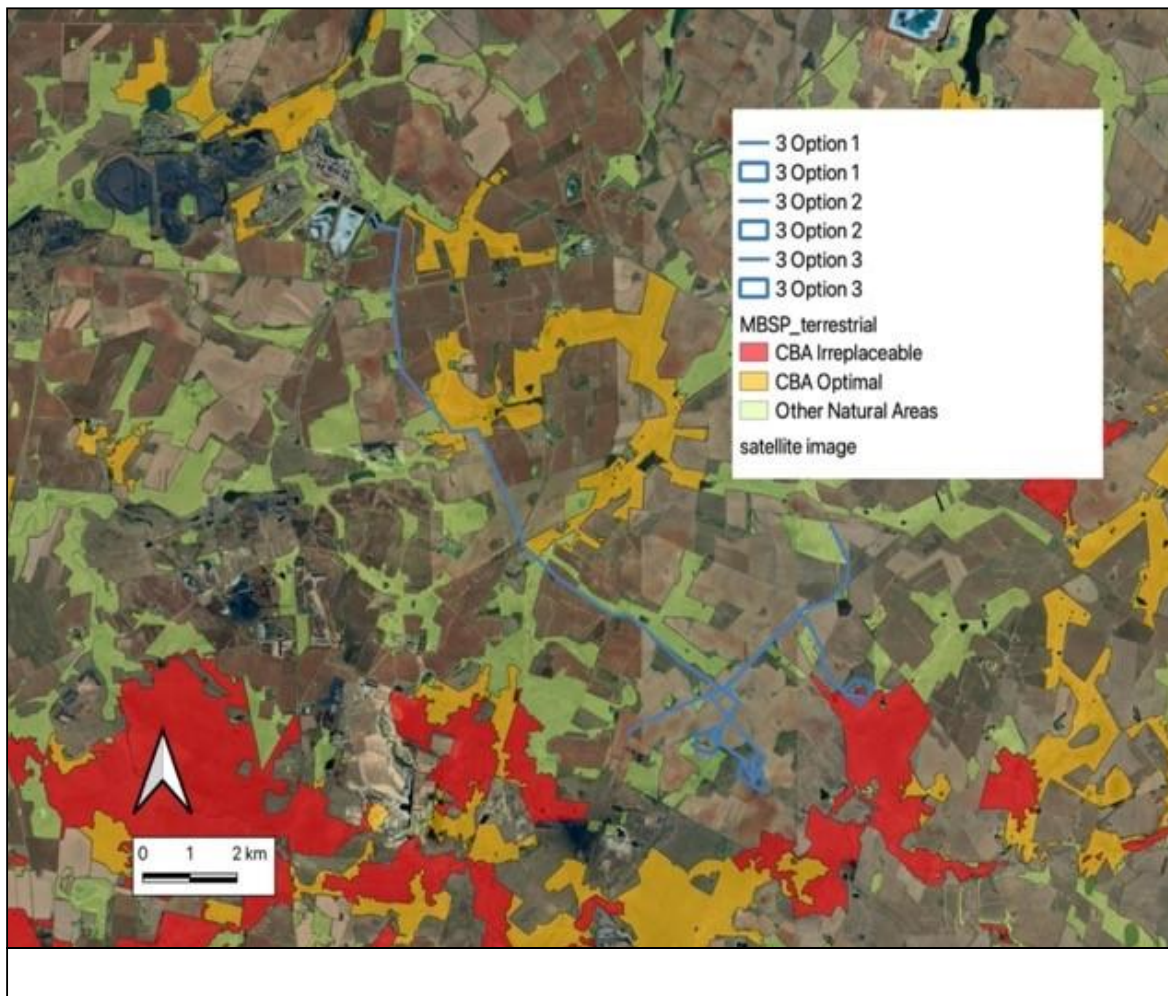 3 Option 1
3 Option 1
3 Option 2
3 Option 2
3 Option 3
3 Option 3
MBSP_terrestrial
CBA Irreplaceable
CBA Optimal
Other Natural Areas
satellite image
0 1 2 km